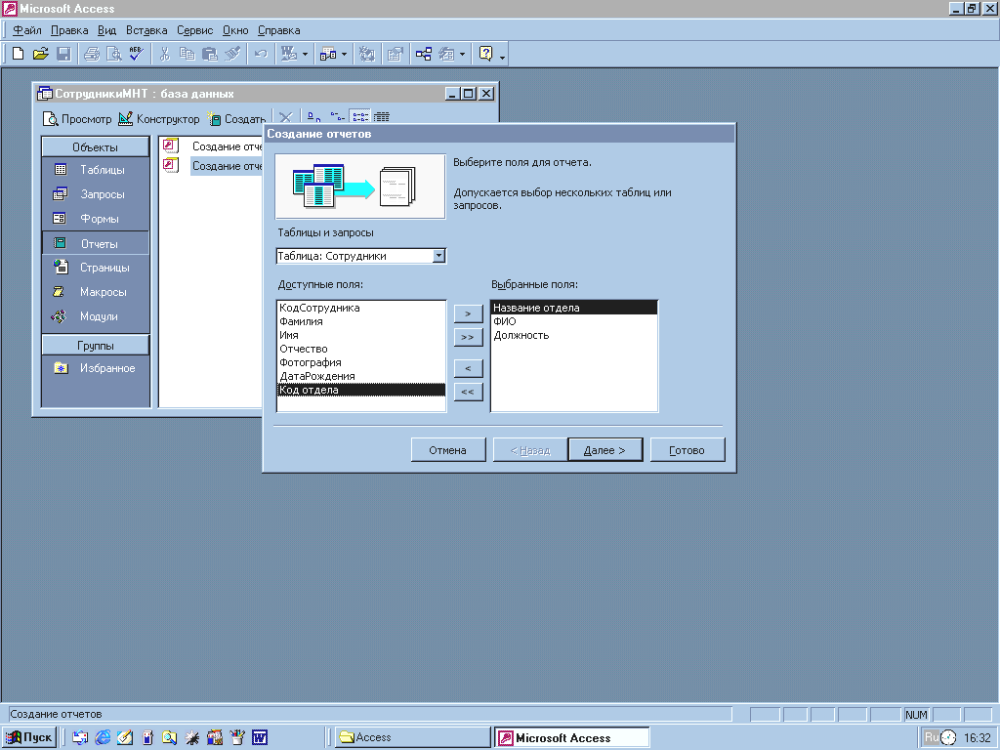 Microsoft Access
Файл Правка Вид Вставка Сервис Окно Справка
СотрудникиМНТ : база данных
Просмотр Конструктор Создать
Объекты
Таблицы
Запросы
Формы
Отчеты
Страницы
Макросы
Модули
Группы
Избранное
Создание отче
Создание отче
Создание отчетов
Выберите поля для отчета.
Допускается выбор нескольких таблиц или
запросов.
Таблицы и запросы
Таблица: Сотрудники
Доступные поля:
КодСотрудника
Фамилия
Имя
Отчество
Фотография
ДатаРождения
Код отдела
>
>>
<
<<
Выбранные поля:
Название отдела
ФИО
Должность
Отмена < Назад Далее > Готово
Создание отчетов NUM
Пуск Access Microsoft Access Ru 16:32